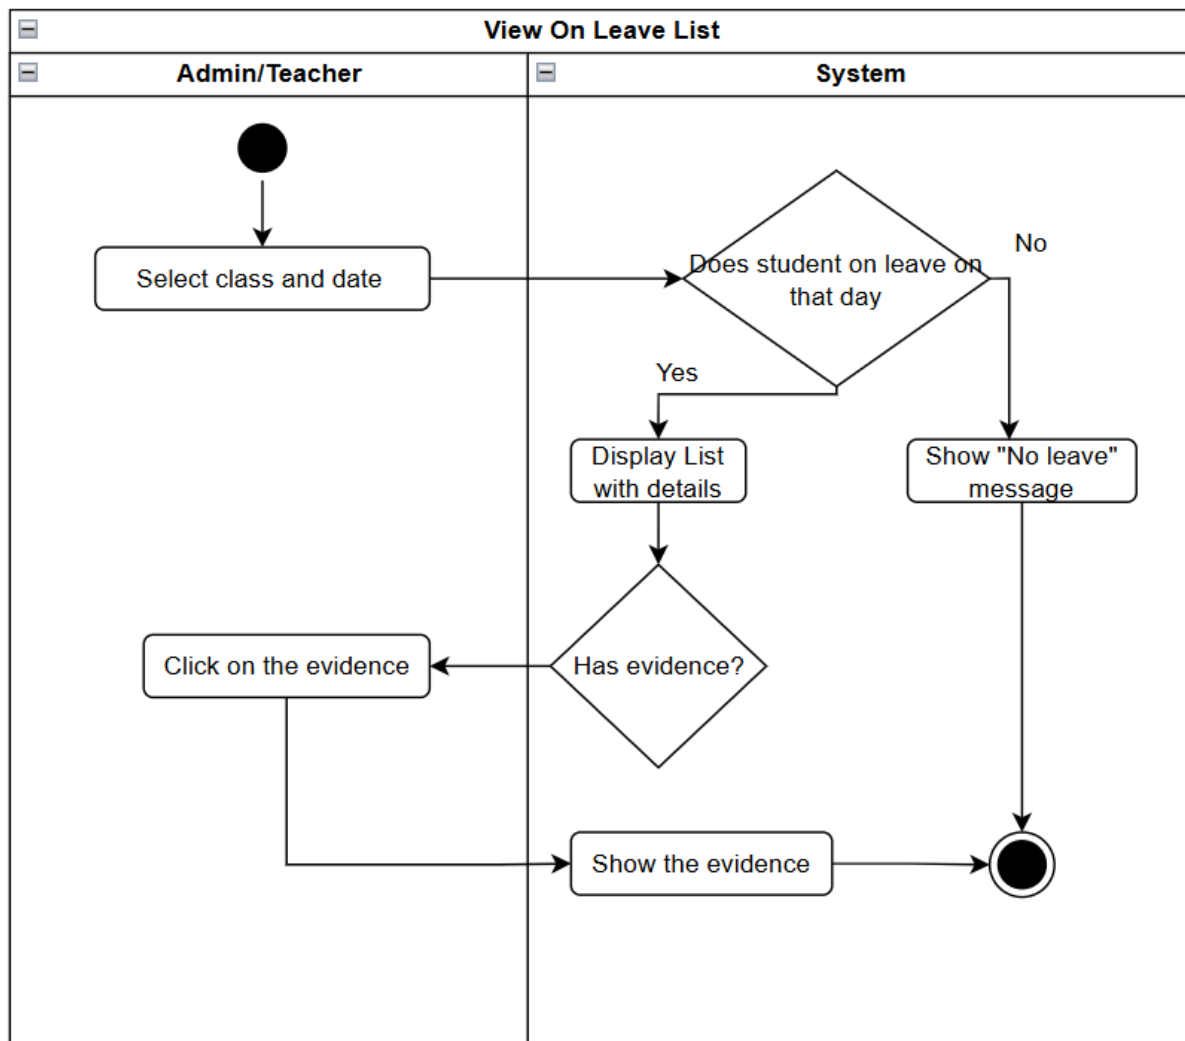 View On Leave List
Admin/Teacher
System
Select class and date
Does student on leave on
that day
No
Yes
Display List
with details
Show "No leave"
message
Click on the evidence
Has evidence?
Show the evidence